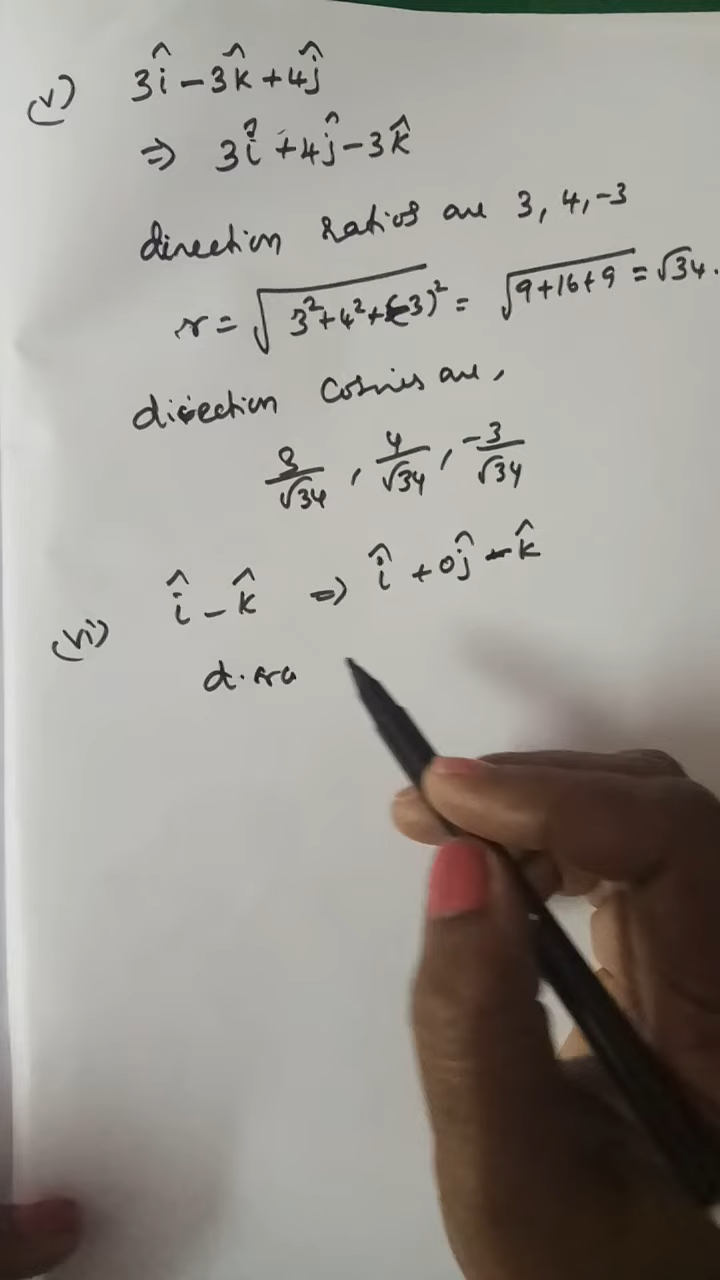 (v) 3î − 3k̂ + 4ĵ
⇒ 3î + 4ĵ − 3k̂
direction ratios are 3, 4, -3
r = √(3² + 4² + (-3)²) = √(9+16+9) = √34.
direction cosines are,
3/√34 , 4/√34 , -3/√34
(vi) î − k̂ ⇒ î + 0ĵ − k̂
d.ra